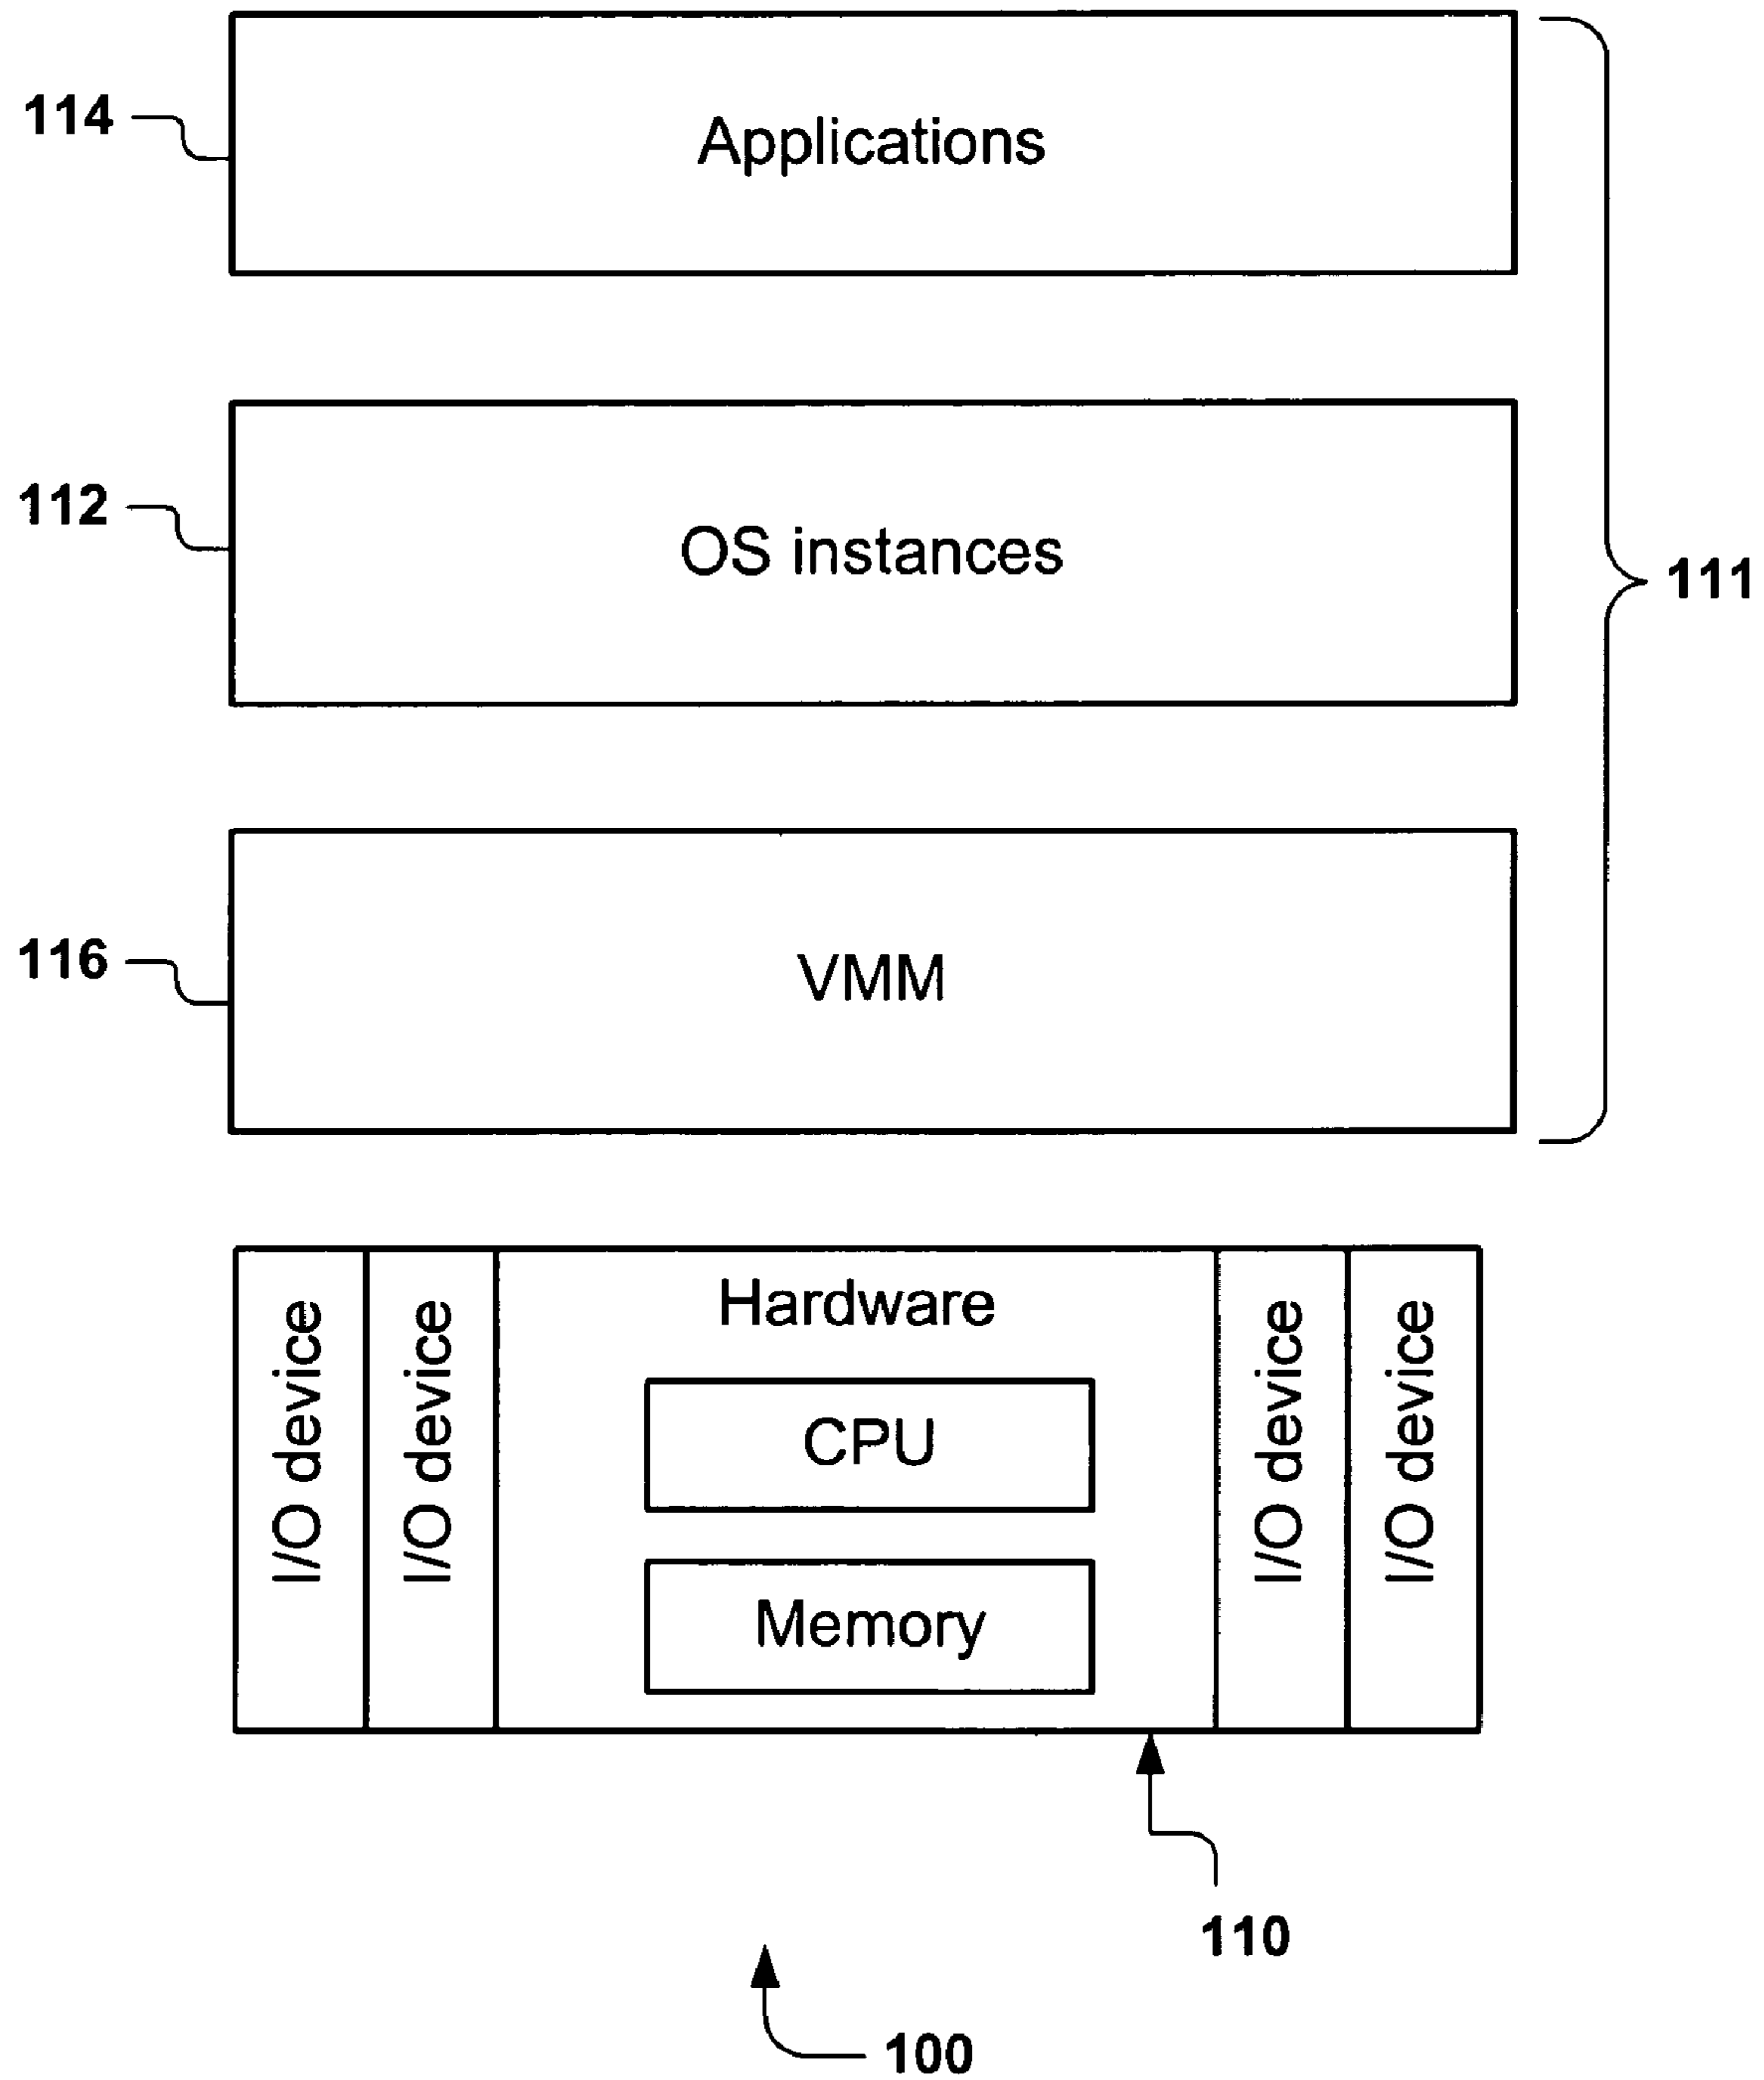 114
Applications
112
OS instances
111
116
VMM
I/O device
I/O device
Hardware
CPU
Memory
I/O device
I/O device
110
100